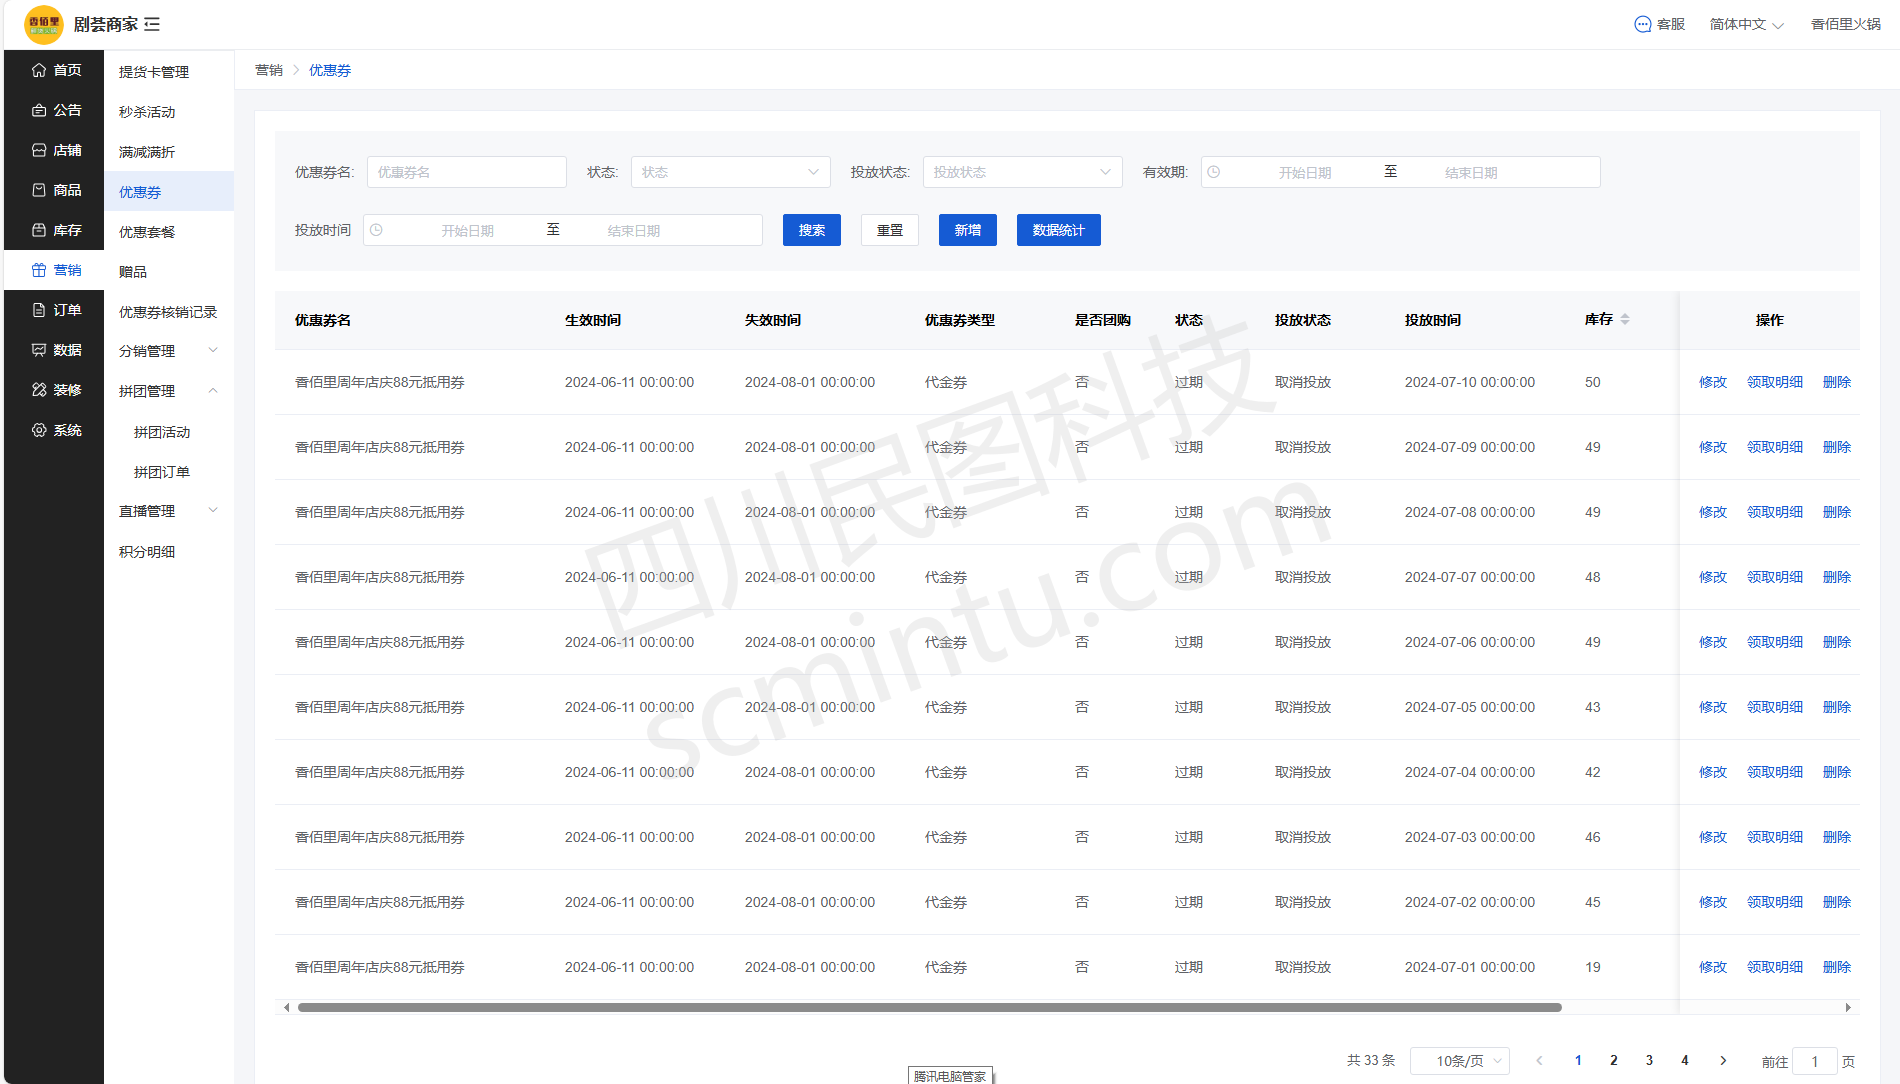 香佰里
剧荟商家
客服
简体中文
香佰里火锅
首页
公告
店铺
商品
库存
营销
订单
数据
装修
系统
提货卡管理
秒杀活动
满减满折
优惠券
优惠套餐
赠品
优惠券核销记录
分销管理
拼团管理
拼团活动
拼团订单
直播管理
积分明细
营销 优惠券
优惠券名: 优惠券名 状态: 状态 投放状态: 投放状态 有效期: 开始日期 至 结束日期
投放时间 开始日期 至 结束日期 搜索 重置 新增 数据统计
优惠券名 生效时间 失效时间 优惠券类型 是否团购 状态 投放状态 投放时间 库存 操作
香佰里周年店庆88元抵用券 2024-06-11 00:00:00 2024-08-01 00:00:00 代金券 否 过期 取消投放 2024-07-10 00:00:00 50 修改 领取明细 删除
香佰里周年店庆88元抵用券 2024-06-11 00:00:00 2024-08-01 00:00:00 代金券 否 过期 取消投放 2024-07-09 00:00:00 49 修改 领取明细 删除
香佰里周年店庆88元抵用券 2024-06-11 00:00:00 2024-08-01 00:00:00 代金券 否 过期 取消投放 2024-07-08 00:00:00 49 修改 领取明细 删除
香佰里周年店庆88元抵用券 2024-06-11 00:00:00 2024-08-01 00:00:00 代金券 否 过期 取消投放 2024-07-07 00:00:00 48 修改 领取明细 删除
香佰里周年店庆88元抵用券 2024-06-11 00:00:00 2024-08-01 00:00:00 代金券 否 过期 取消投放 2024-07-06 00:00:00 49 修改 领取明细 删除
香佰里周年店庆88元抵用券 2024-06-11 00:00:00 2024-08-01 00:00:00 代金券 否 过期 取消投放 2024-07-05 00:00:00 43 修改 领取明细 删除
香佰里周年店庆88元抵用券 2024-06-11 00:00:00 2024-08-01 00:00:00 代金券 否 过期 取消投放 2024-07-04 00:00:00 42 修改 领取明细 删除
香佰里周年店庆88元抵用券 2024-06-11 00:00:00 2024-08-01 00:00:00 代金券 否 过期 取消投放 2024-07-03 00:00:00 46 修改 领取明细 删除
香佰里周年店庆88元抵用券 2024-06-11 00:00:00 2024-08-01 00:00:00 代金券 否 过期 取消投放 2024-07-02 00:00:00 45 修改 领取明细 删除
香佰里周年店庆88元抵用券 2024-06-11 00:00:00 2024-08-01 00:00:00 代金券 否 过期 取消投放 2024-07-01 00:00:00 19 修改 领取明细 删除
四川民图科技
scmintu.com
共 33 条 10条/页 1 2 3 4 前往 1 页
腾讯电脑管家